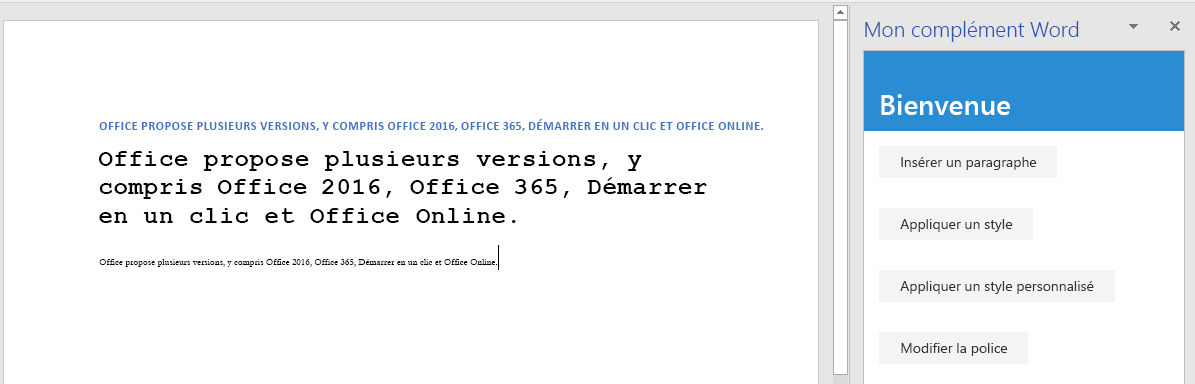 Mon complément Word
Bienvenue
OFFICE PROPOSE PLUSIEURS VERSIONS, Y COMPRIS OFFICE 2016, OFFICE 365, DÉMARRER EN UN CLIC ET OFFICE ONLINE.
Office propose plusieurs versions, y
compris Office 2016, Office 365, Démarrer
en un clic et Office Online.
Office propose plusieurs versions, y compris Office 2016, Office 365, Démarrer en un clic et Office Online.
Insérer un paragraphe
Appliquer un style
Appliquer un style personnalisé
Modifier la police